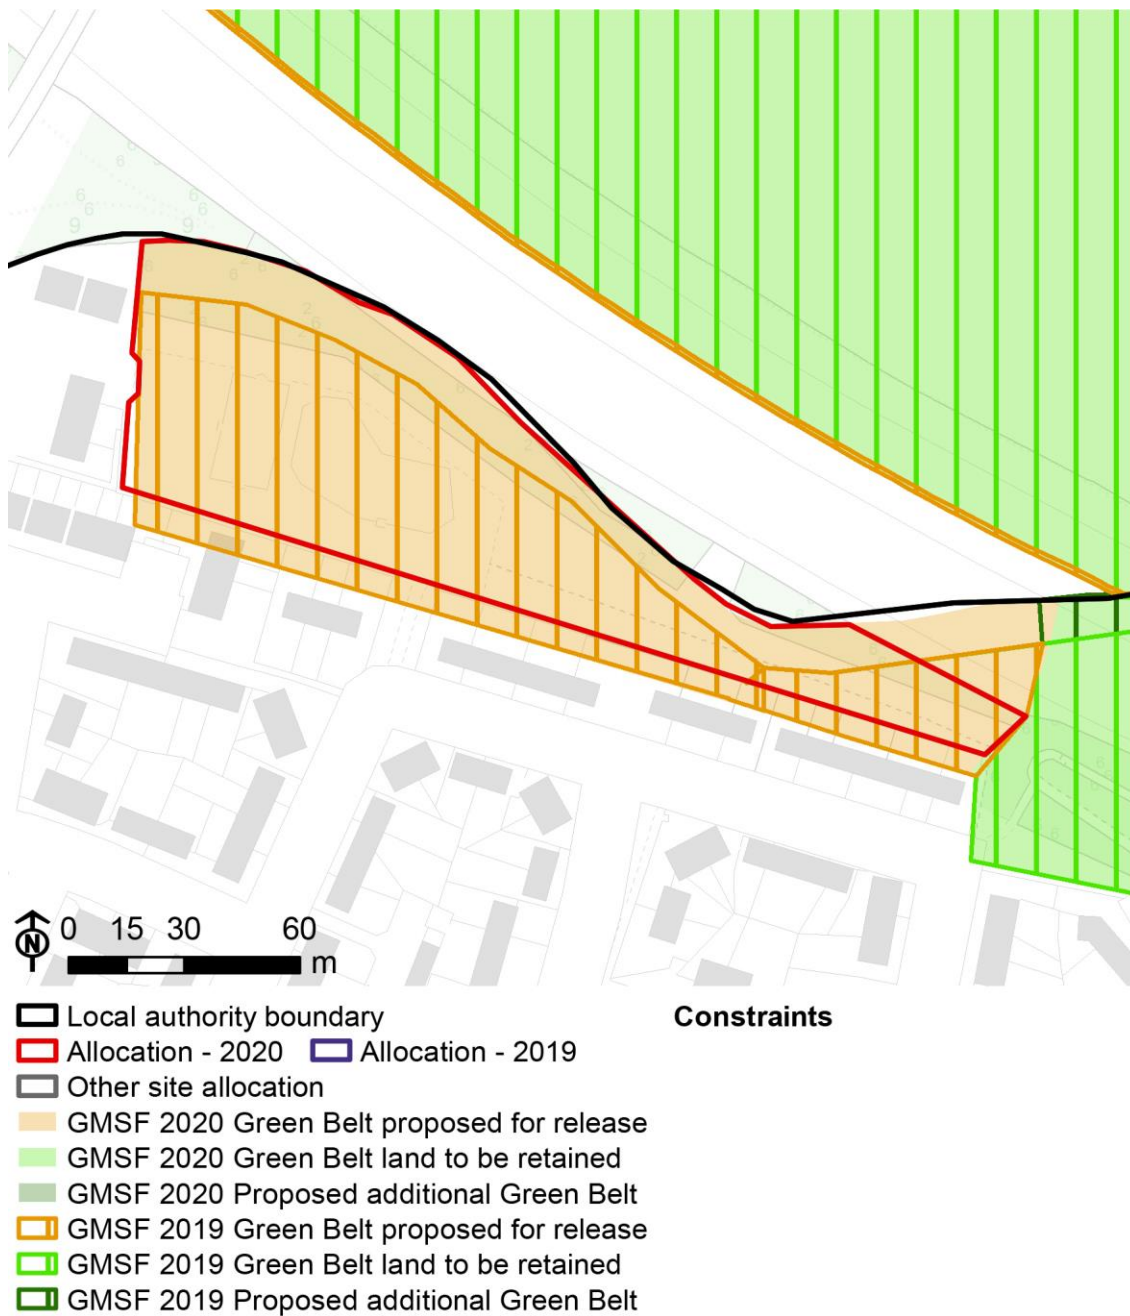 N
0 15 30 60
m
Local authority boundary
Constraints
Allocation - 2020 Allocation - 2019
Other site allocation
GMSF 2020 Green Belt proposed for release
GMSF 2020 Green Belt land to be retained
GMSF 2020 Proposed additional Green Belt
GMSF 2019 Green Belt proposed for release
GMSF 2019 Green Belt land to be retained
GMSF 2019 Proposed additional Green Belt